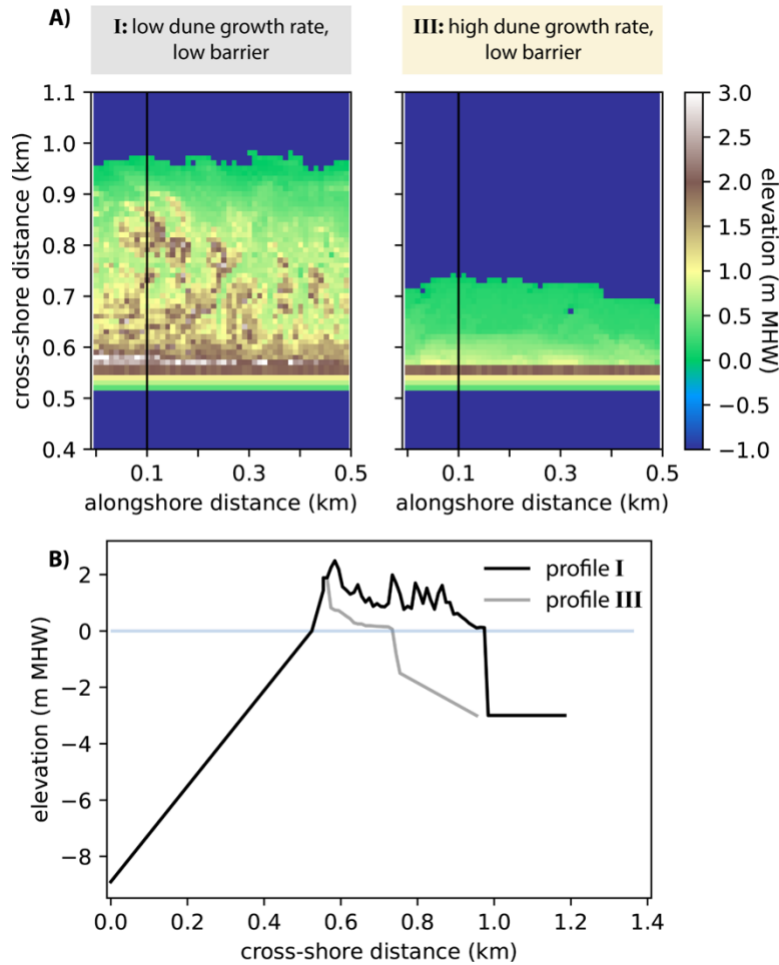 A)
I: low dune growth rate,
low barrier
III: high dune growth rate,
low barrier
1.1
1.0
0.9
0.8
0.7
0.6
0.5
0.4
cross-shore distance (km)
0.1
0.3
0.5
alongshore distance (km)
0.1
0.3
0.5
alongshore distance (km)
3.0
2.5
2.0
1.5
1.0
0.5
0.0
−0.5
−1.0
elevation (m MHW)
B)
2
0
−2
−4
−6
−8
elevation (m MHW)
profile I
profile III
0.0
0.2
0.4
0.6
0.8
1.0
1.2
1.4
cross-shore distance (km)